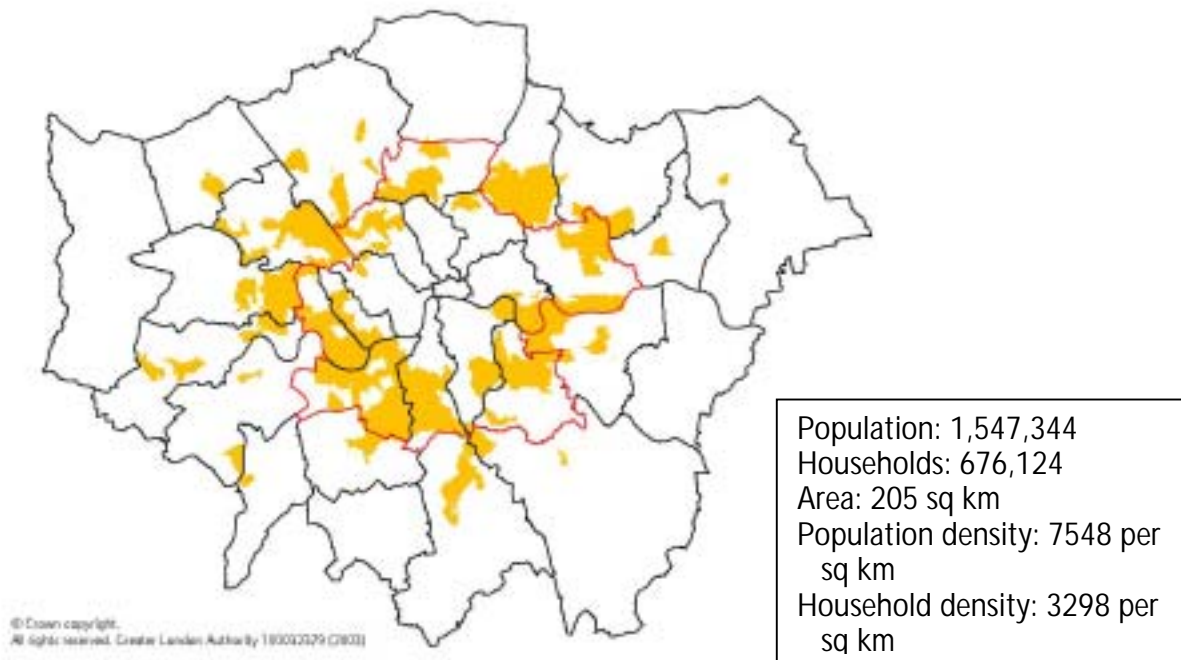 Population: 1,547,344
Households: 676,124
Area: 205 sq km
Population density: 7548 per
sq km
Household density: 3298 per
sq km
© Crown copyright.
All rights reserved. Greater London Authority (2003)